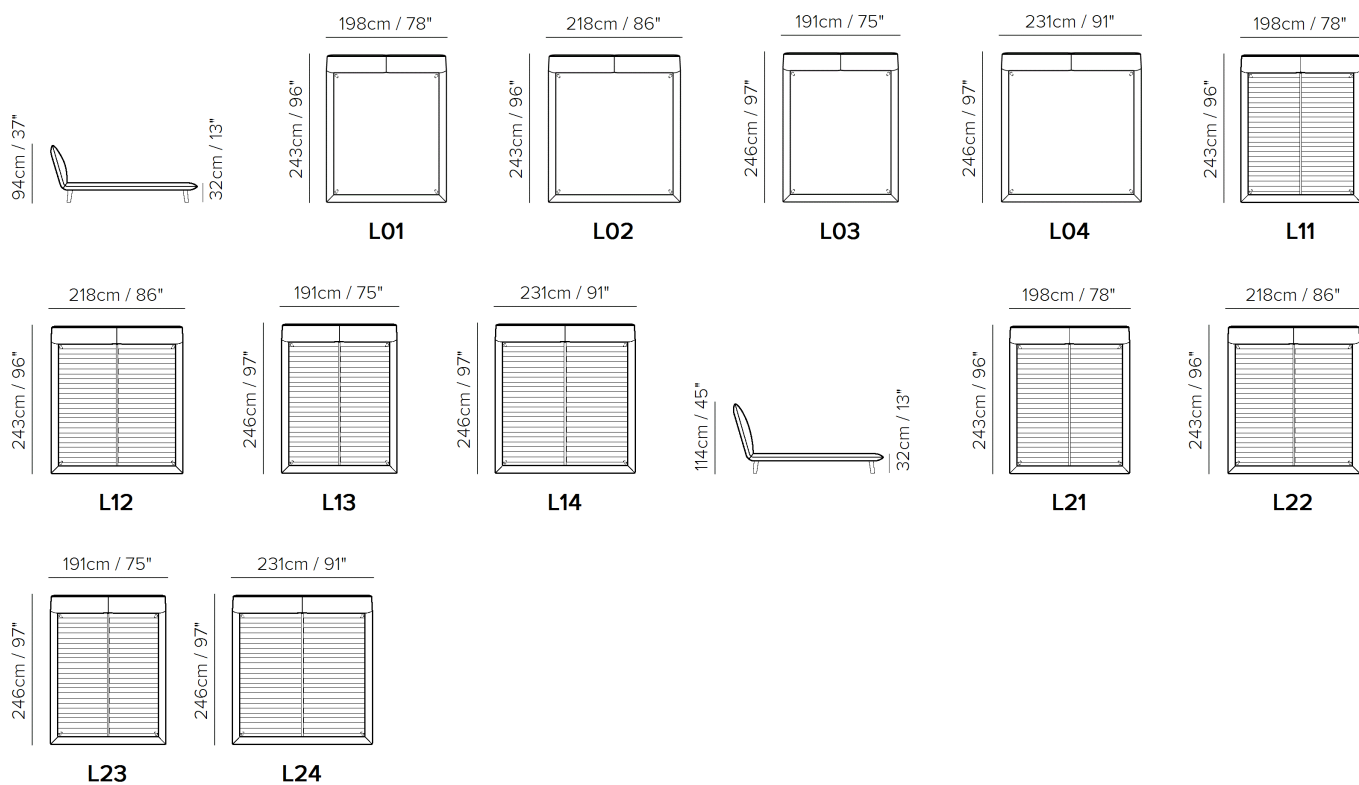 94cm / 37"
32cm / 13"
198cm / 78"
243cm / 96"
L01
218cm / 86"
243cm / 96"
L02
191cm / 75"
246cm / 97"
L03
231cm / 91"
246cm / 97"
L04
198cm / 78"
243cm / 96"
L11
218cm / 86"
243cm / 96"
L12
191cm / 75"
246cm / 97"
L13
231cm / 91"
246cm / 97"
L14
114cm / 45"
32cm / 13"
198cm / 78"
243cm / 96"
L21
218cm / 86"
243cm / 96"
L22
191cm / 75"
246cm / 97"
L23
231cm / 91"
246cm / 97"
L24